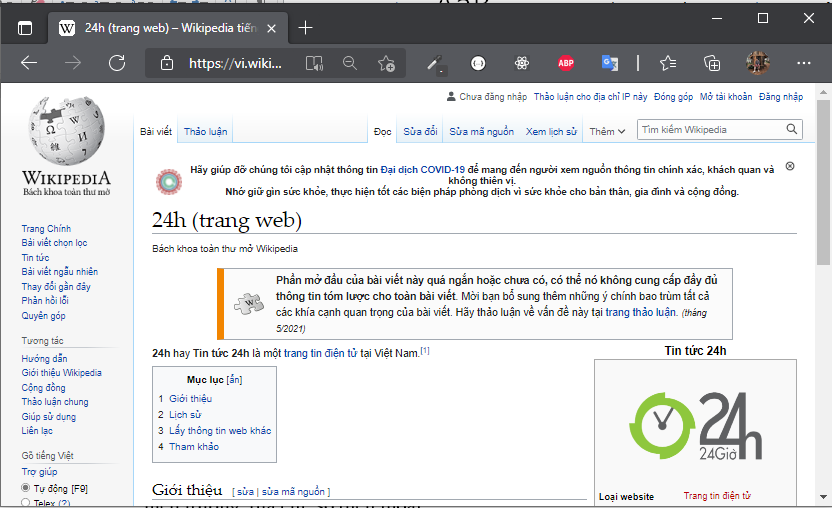 24h (trang web) – Wikipedia tiến
https://vi.wiki...
ABP
Chưa đăng nhập Thảo luận cho địa chỉ IP này Đóng góp Mở tài khoản Đăng nhập
Bài viết Thảo luận Đọc Sửa đổi Sửa mã nguồn Xem lịch sử Thêm Tìm kiếm Wikipedia
WIKIPEDIA
Bách khoa toàn thư mở
Trang Chính
Bài viết chọn lọc
Tin tức
Bài viết ngẫu nhiên
Thay đổi gần đây
Phản hồi lỗi
Quyên góp
Tương tác
Hướng dẫn
Giới thiệu Wikipedia
Cộng đồng
Thảo luận chung
Giúp sử dụng
Liên lạc
Gõ tiếng Việt
Trợ giúp
Tự động [F9]
Telex (?)
Hãy giúp đỡ chúng tôi cập nhật thông tin Đại dịch COVID-19 để mang đến người xem nguồn thông tin chính xác, khách quan và
không thiên vị.
Nhớ giữ gìn sức khỏe, thực hiện tốt các biện pháp phòng dịch vì sức khỏe cho bản thân, gia đình và cộng đồng.
24h (trang web)
Bách khoa toàn thư mở Wikipedia
Phần mở đầu của bài viết này quá ngắn hoặc chưa có, có thể nó không cung cấp đầy đủ
thông tin tóm lược cho toàn bài viết. Mời bạn bổ sung thêm những ý chính bao trùm tất cả
các khía cạnh quan trọng của bài viết. Hãy thảo luận về vấn đề này tại trang thảo luận. (tháng
5/2021)
24h hay Tin tức 24h là một trang tin điện tử tại Việt Nam.[1]
Mục lục [ẩn]
1 Giới thiệu
2 Lịch sử
3 Lấy thông tin web khác
4 Tham khảo
Giới thiệu [ sửa | sửa mã nguồn ]
Tin tức 24h
24h
24Giờ
Loại website Trang tin điện tử